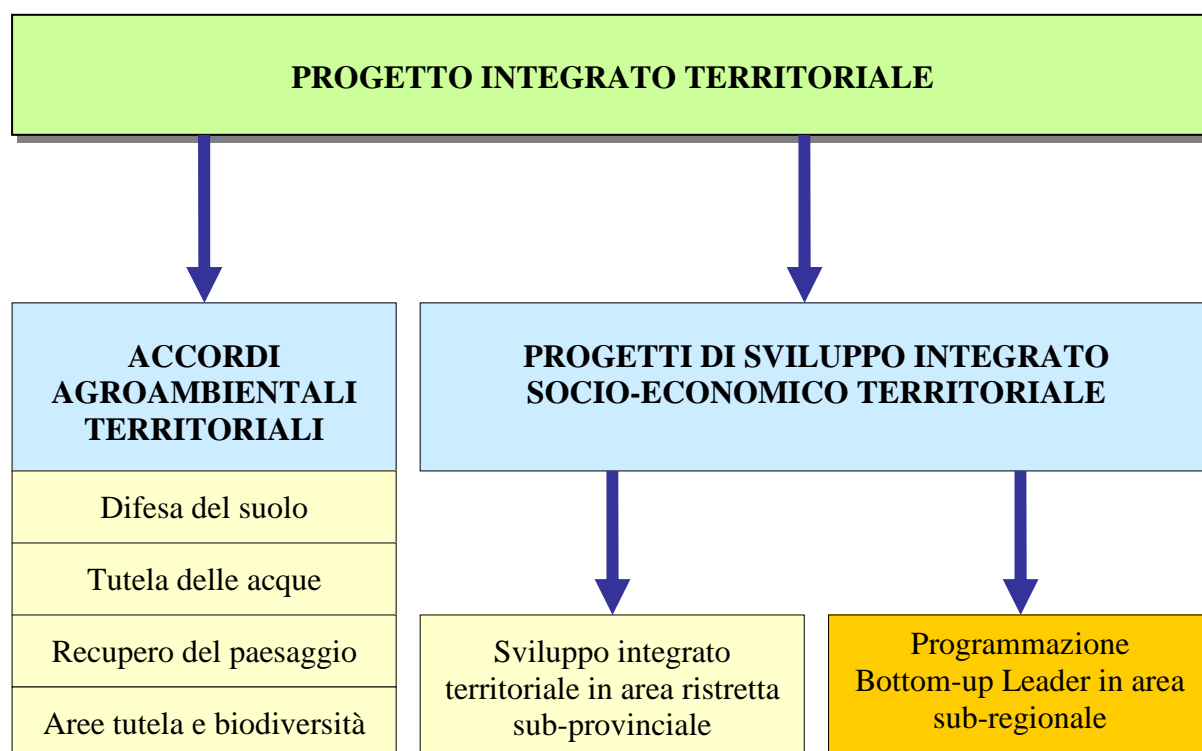 PROGETTO INTEGRATO TERRITORIALE
ACCORDI
AGROAMBIENTALI
TERRITORIALI
Difesa del suolo
Tutela delle acque
Recupero del paesaggio
Aree tutela e biodiversità
PROGETTI DI SVILUPPO INTEGRATO
SOCIO-ECONOMICO TERRITORIALE
Sviluppo integrato
territoriale in area ristretta
sub-provinciale
Programmazione
Bottom-up Leader in area
sub-regionale